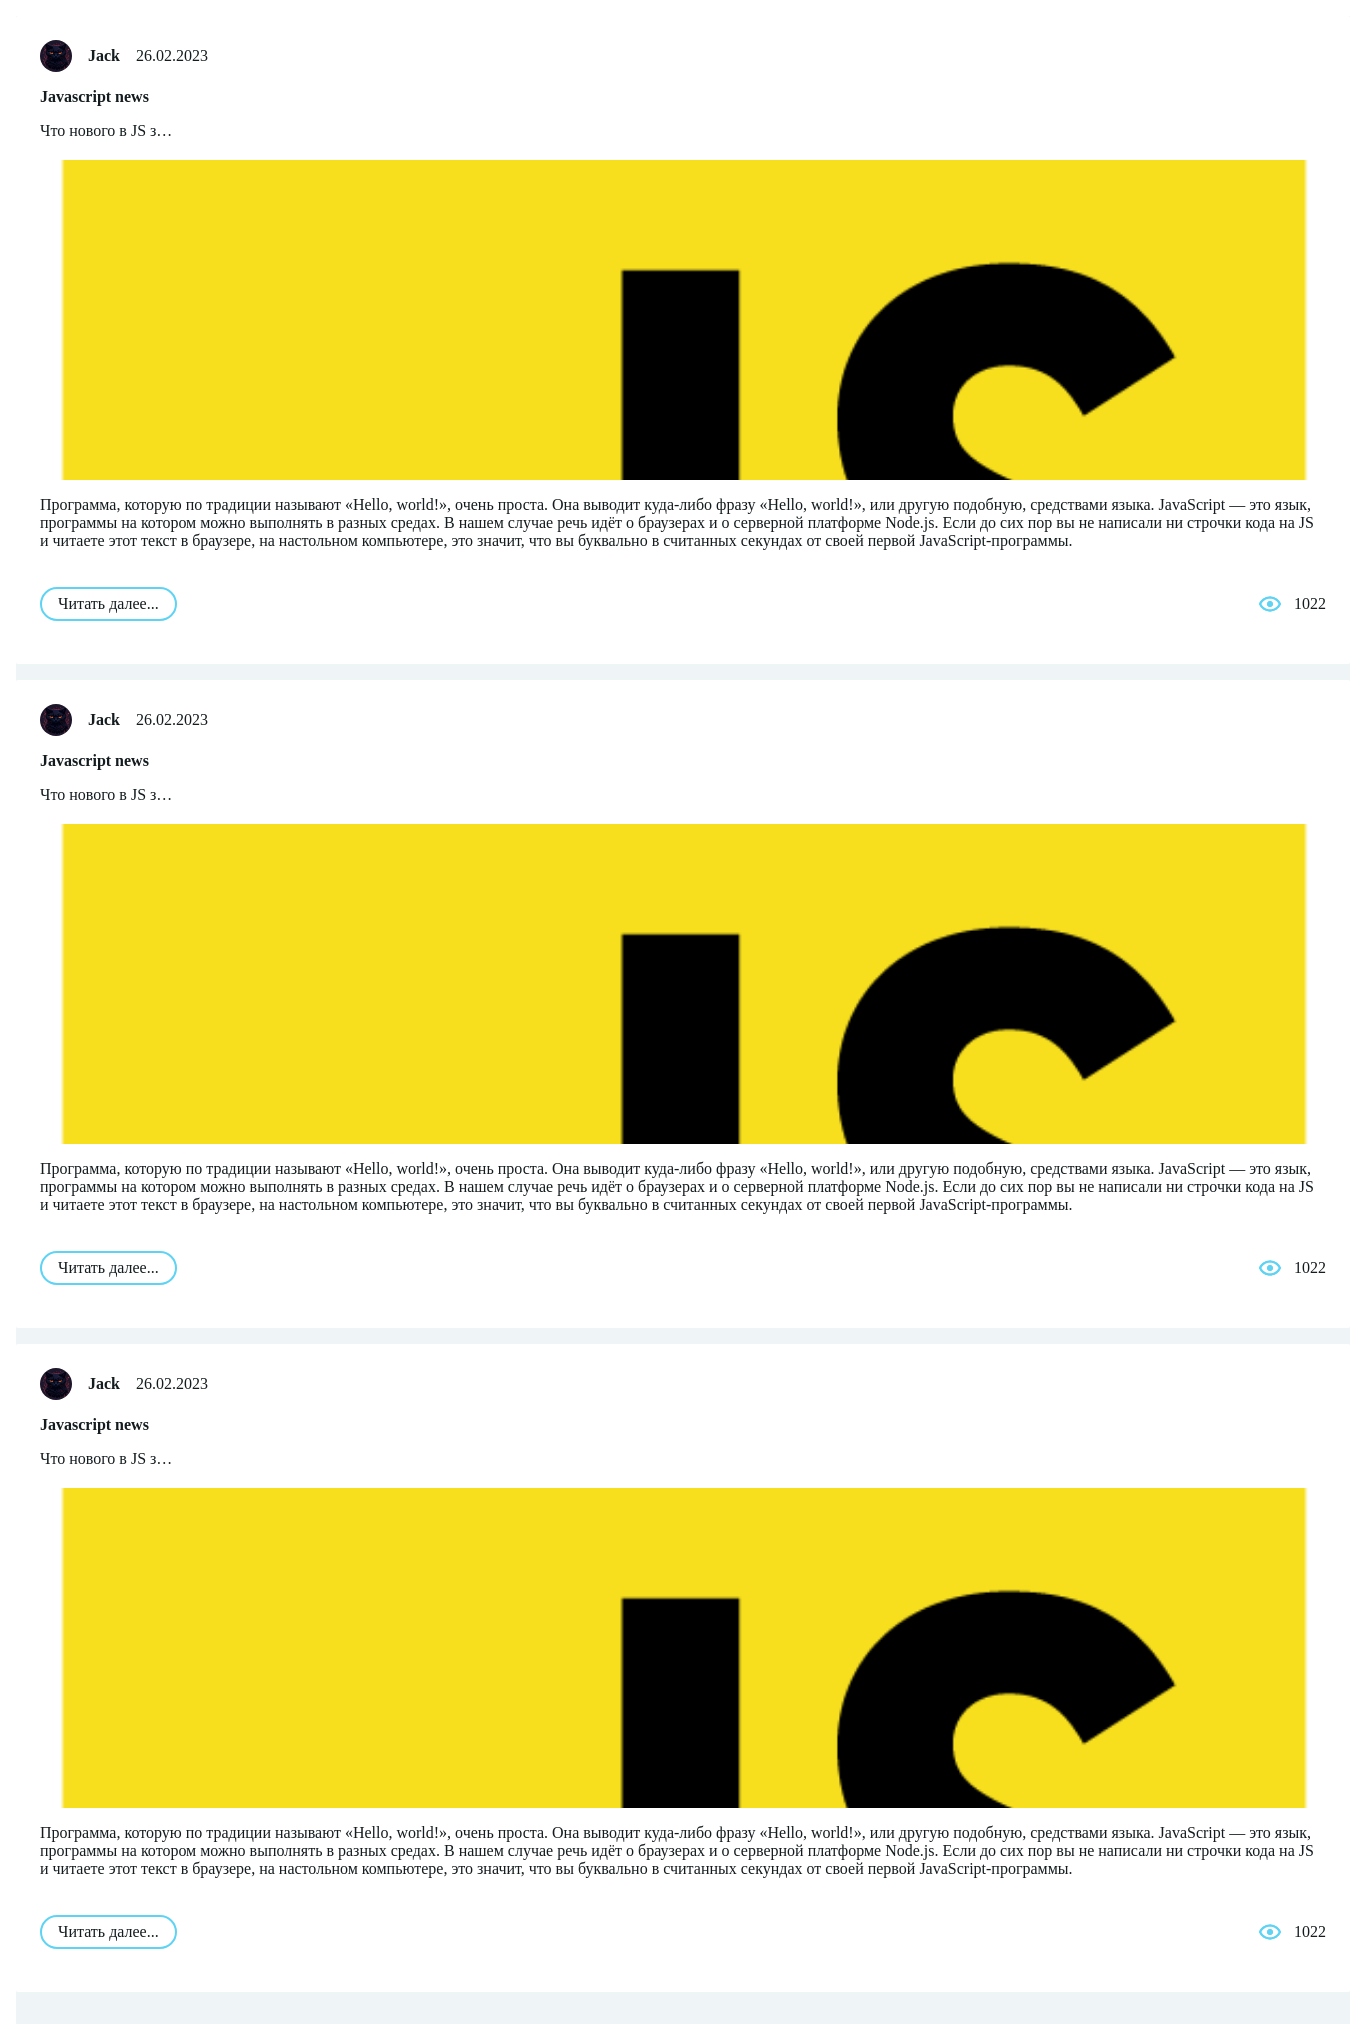 Jack 26.02.2023
Javascript news
Что нового в JS з…
JS
Программа, которую по традиции называют «Hello, world!», очень проста. Она выводит куда-либо фразу «Hello, world!», или другую подобную, средствами языка. JavaScript — это язык,
программы на котором можно выполнять в разных средах. В нашем случае речь идёт о браузерах и о серверной платформе Node.js. Если до сих пор вы не написали ни строчки кода на JS
и читаете этот текст в браузере, на настольном компьютере, это значит, что вы буквально в считанных секундах от своей первой JavaScript-программы.
Читать далее... 1022
Jack 26.02.2023
Javascript news
Что нового в JS з…
JS
Программа, которую по традиции называют «Hello, world!», очень проста. Она выводит куда-либо фразу «Hello, world!», или другую подобную, средствами языка. JavaScript — это язык,
программы на котором можно выполнять в разных средах. В нашем случае речь идёт о браузерах и о серверной платформе Node.js. Если до сих пор вы не написали ни строчки кода на JS
и читаете этот текст в браузере, на настольном компьютере, это значит, что вы буквально в считанных секундах от своей первой JavaScript-программы.
Читать далее... 1022
Jack 26.02.2023
Javascript news
Что нового в JS з…
JS
Программа, которую по традиции называют «Hello, world!», очень проста. Она выводит куда-либо фразу «Hello, world!», или другую подобную, средствами языка. JavaScript — это язык,
программы на котором можно выполнять в разных средах. В нашем случае речь идёт о браузерах и о серверной платформе Node.js. Если до сих пор вы не написали ни строчки кода на JS
и читаете этот текст в браузере, на настольном компьютере, это значит, что вы буквально в считанных секундах от своей первой JavaScript-программы.
Читать далее... 1022